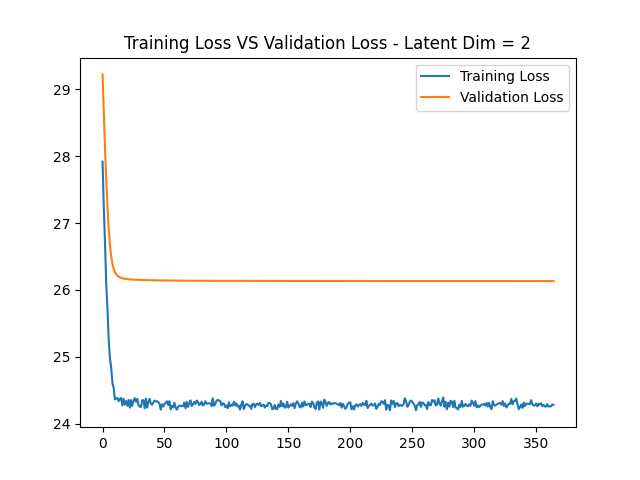 Training Loss VS Validation Loss - Latent Dim = 2
Training Loss
Validation Loss
29
28
27
26
25
24
0 50 100 150 200 250 300 350